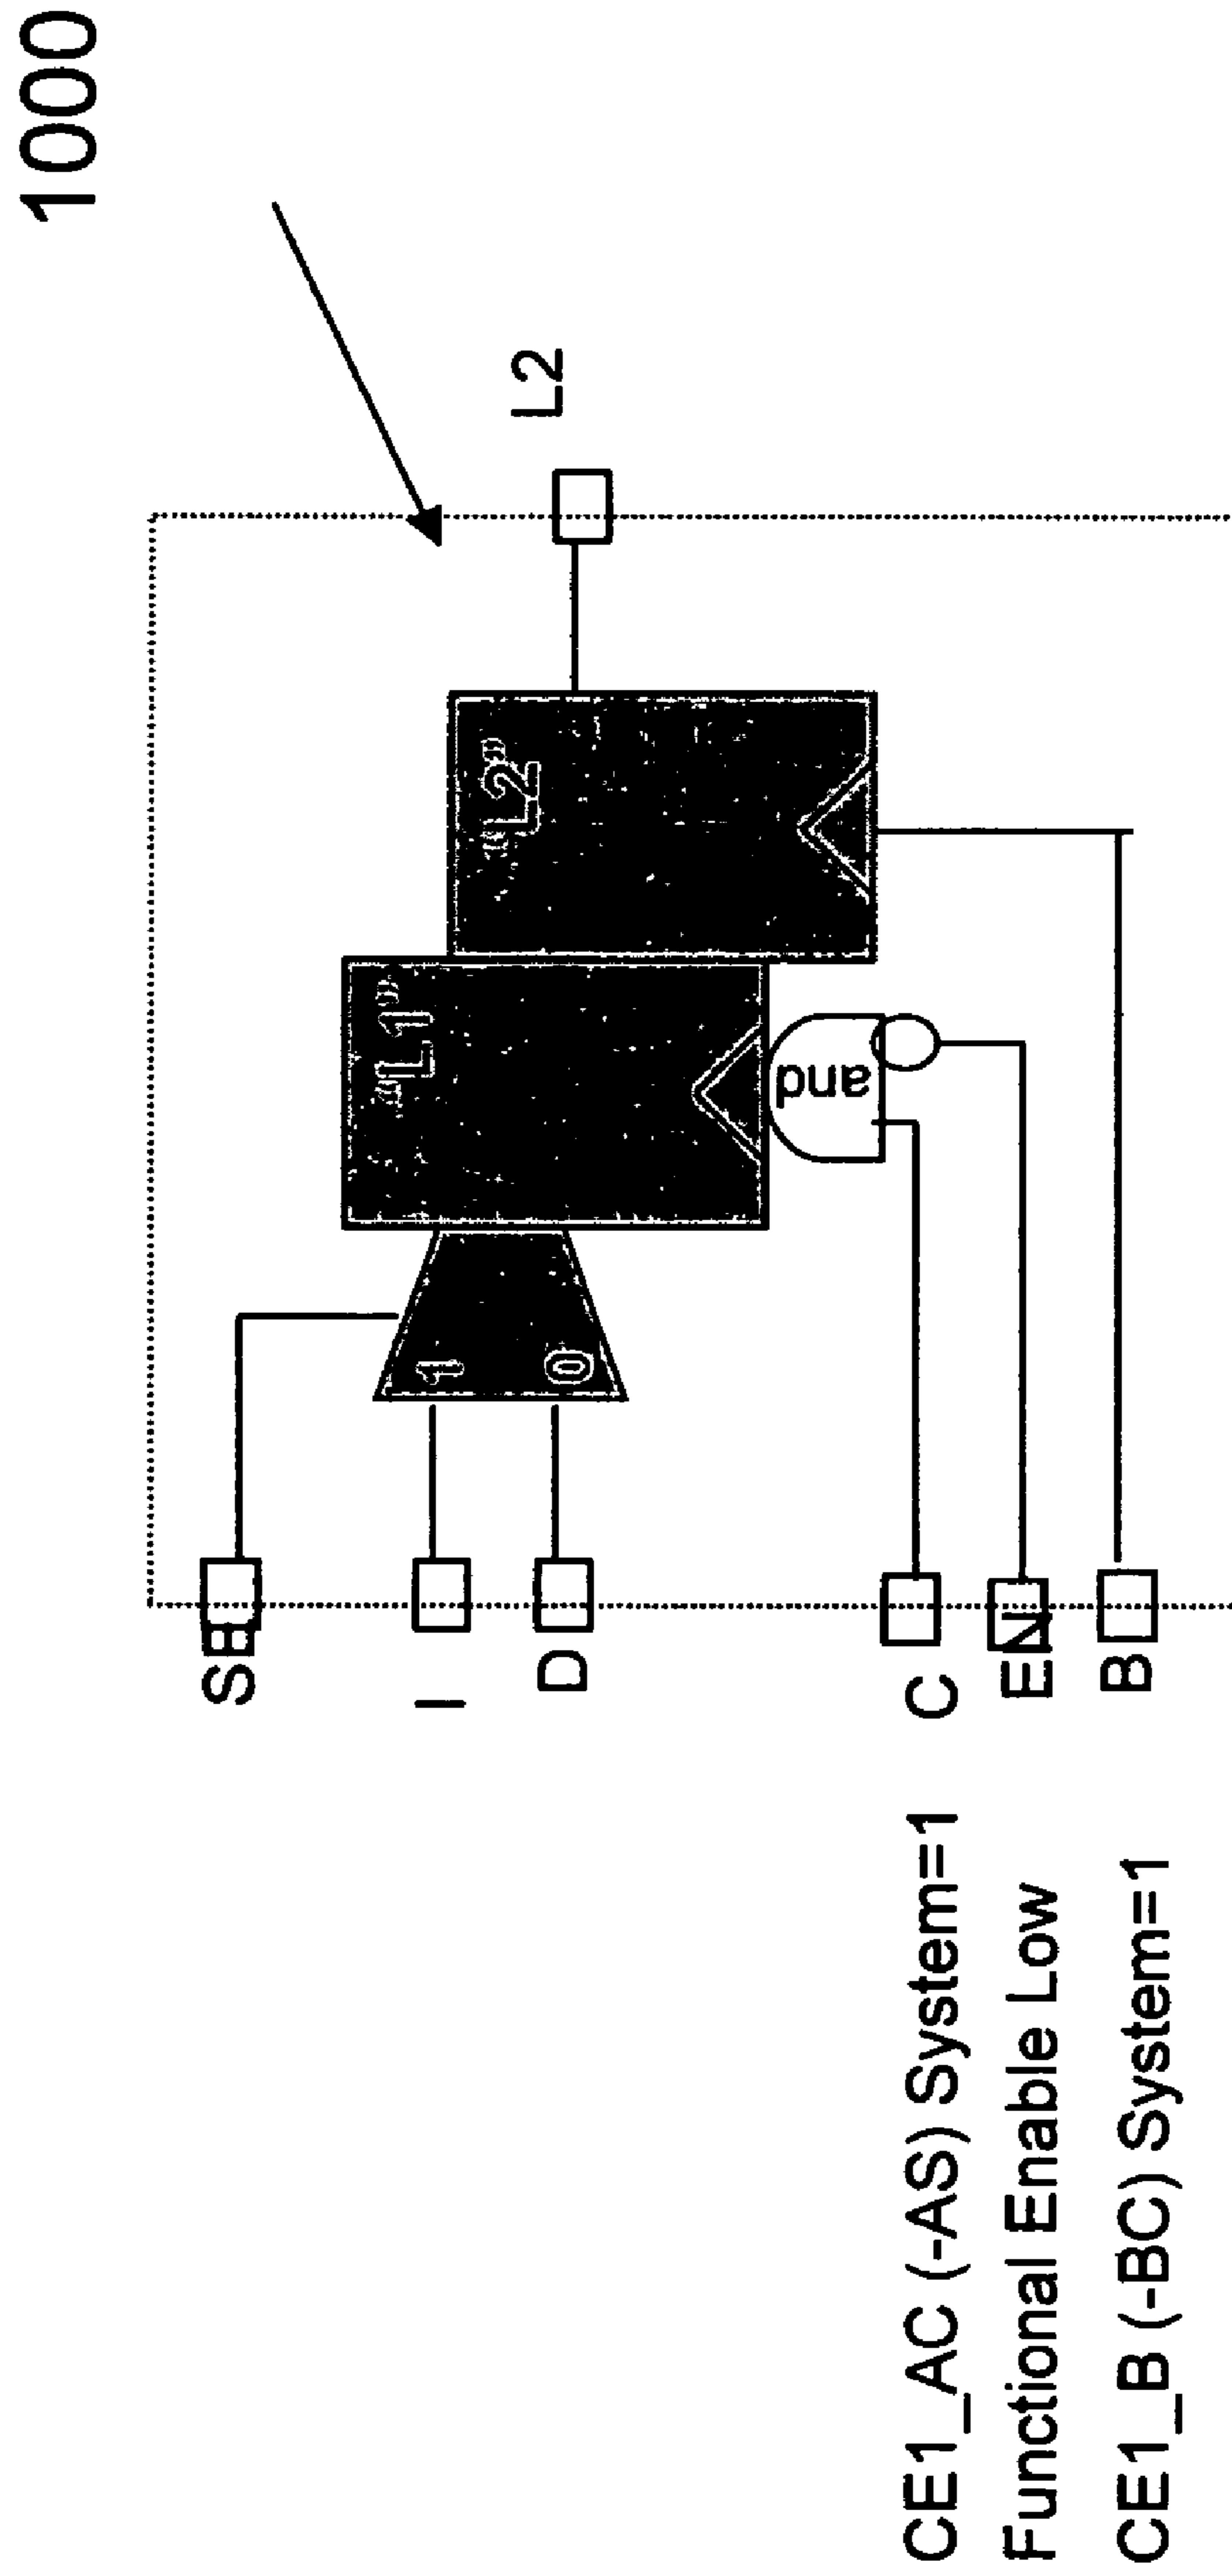 1000
SE
I
D
1
0
"L1"
"L2"
L2
and
C
EN
B
CE1_AC (-AS) System=1
Functional Enable Low
CE1_B (-BC) System=1